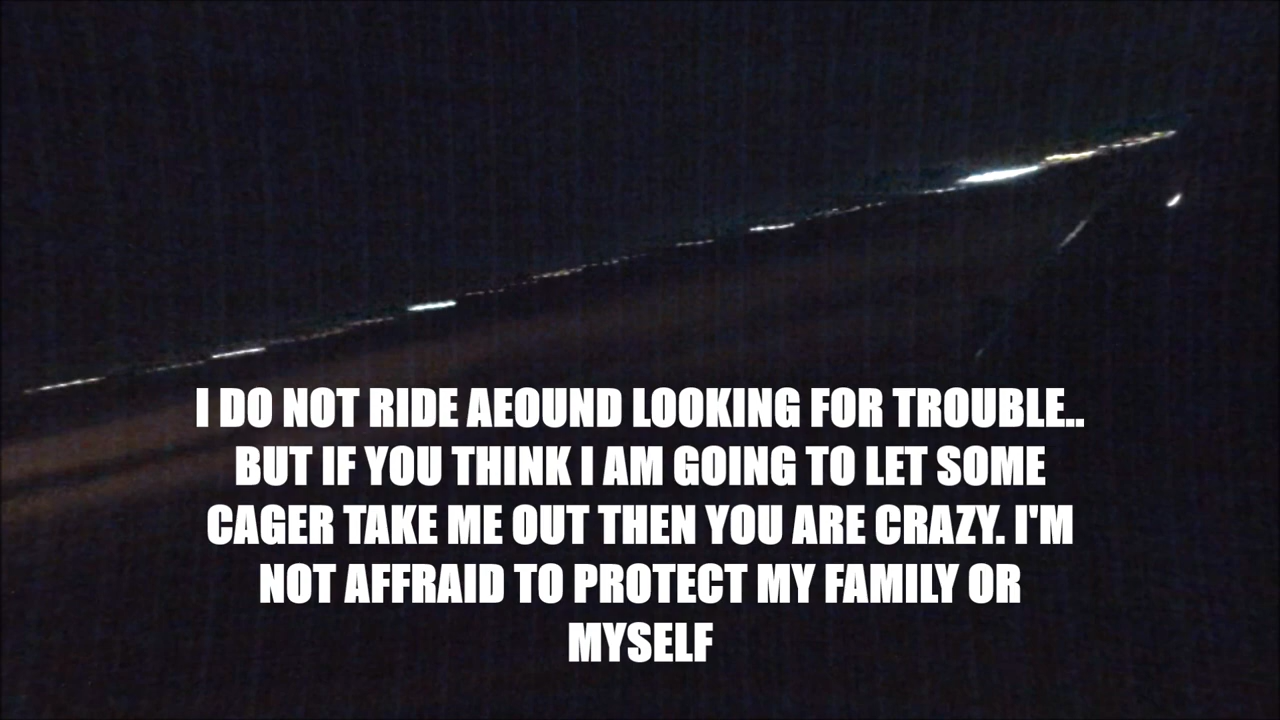 I DO NOT RIDE AEOUND LOOKING FOR TROUBLE..
BUT IF YOU THINK I AM GOING TO LET SOME
CAGER TAKE ME OUT THEN YOU ARE CRAZY. I'M
NOT AFFRAID TO PROTECT MY FAMILY OR
MYSELF